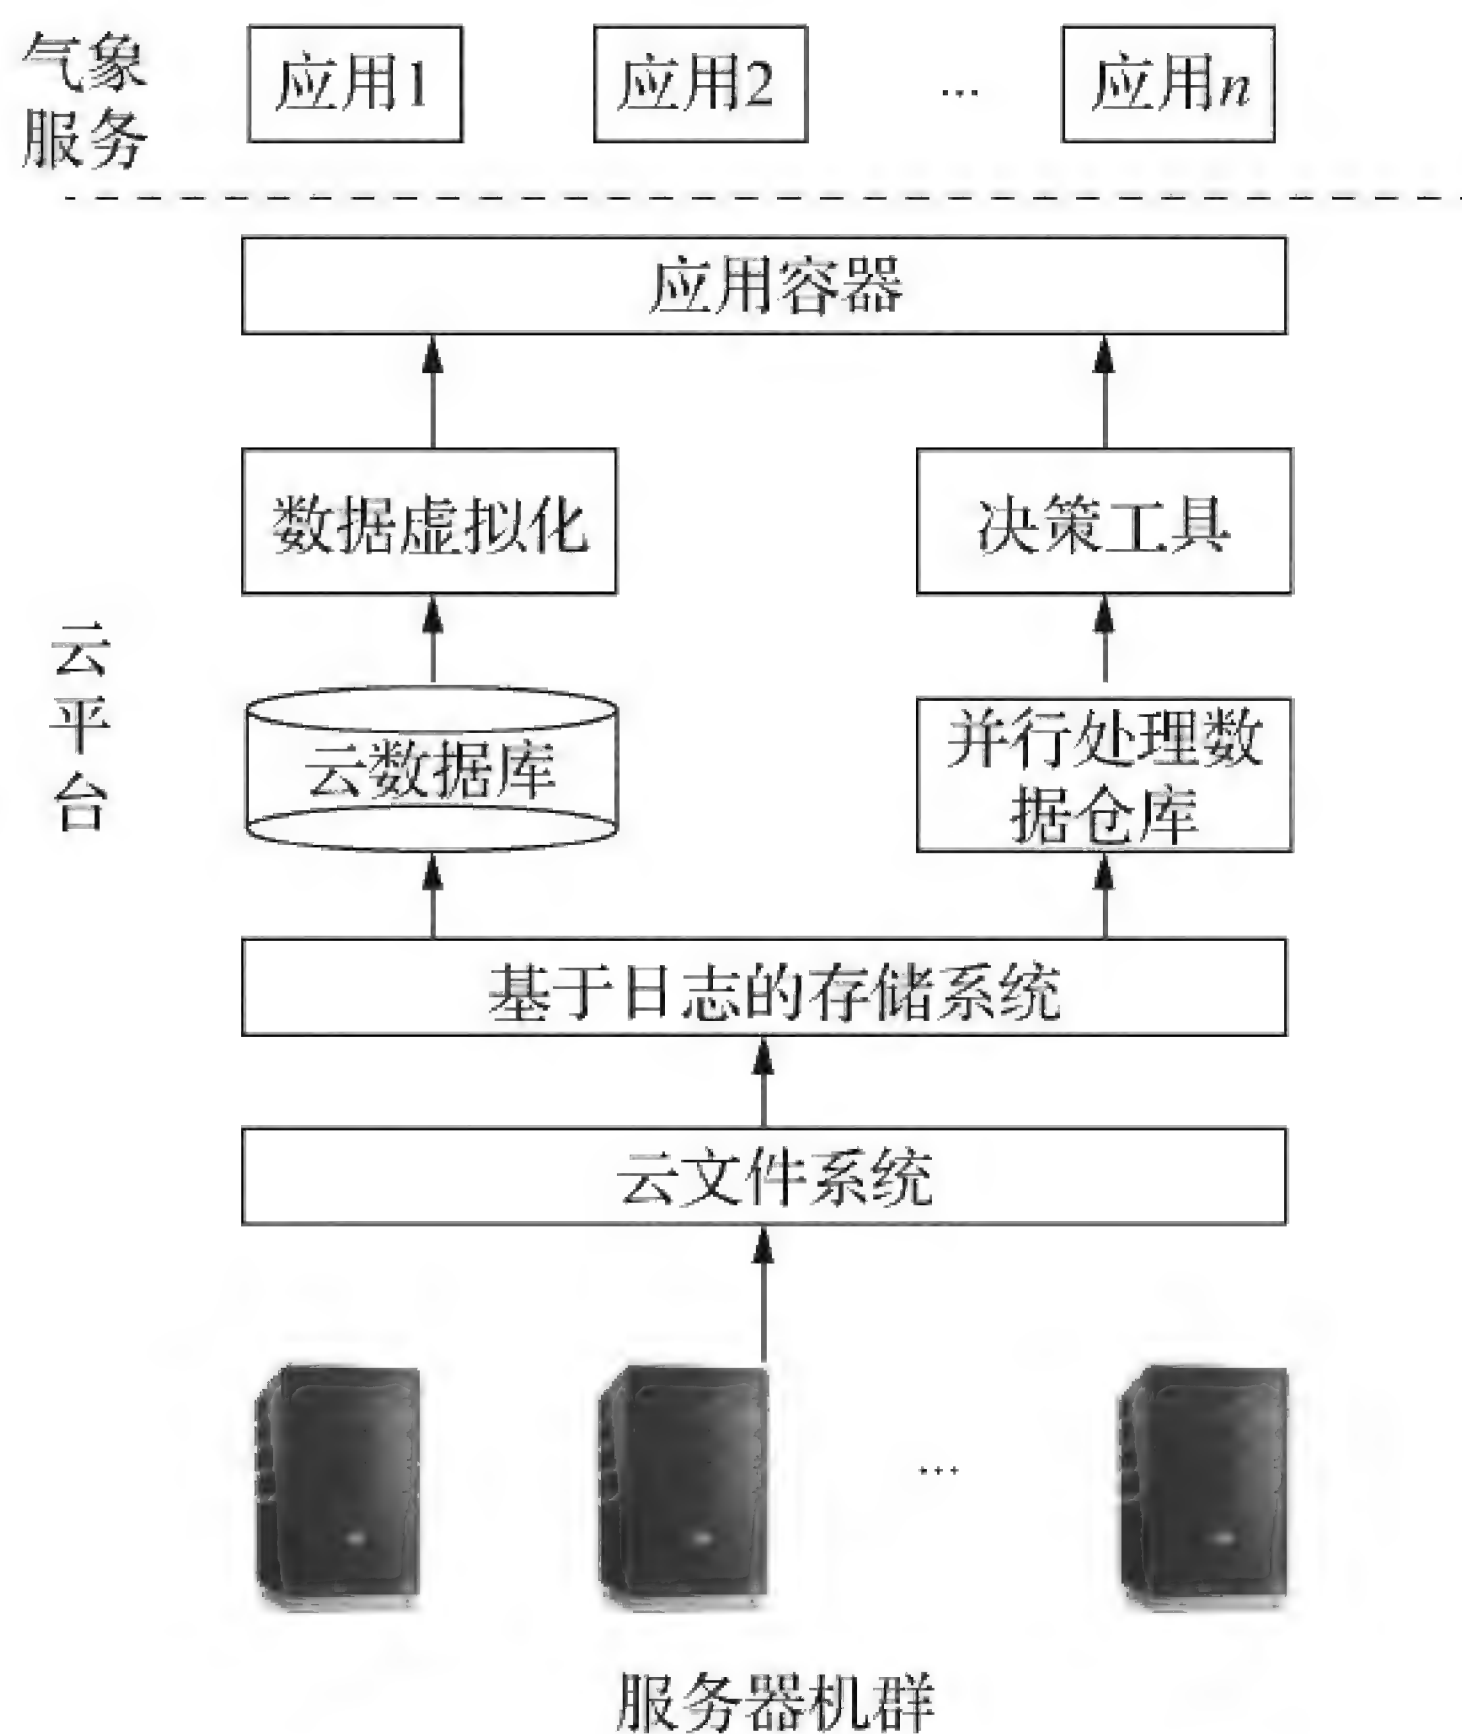 气象
服务
应用1
应用2
…
应用n
应用容器
数据虚拟化
决策工具
云
平
台
云数据库
并行处理数
据仓库
基于日志的存储系统
云文件系统
…
服务器机群